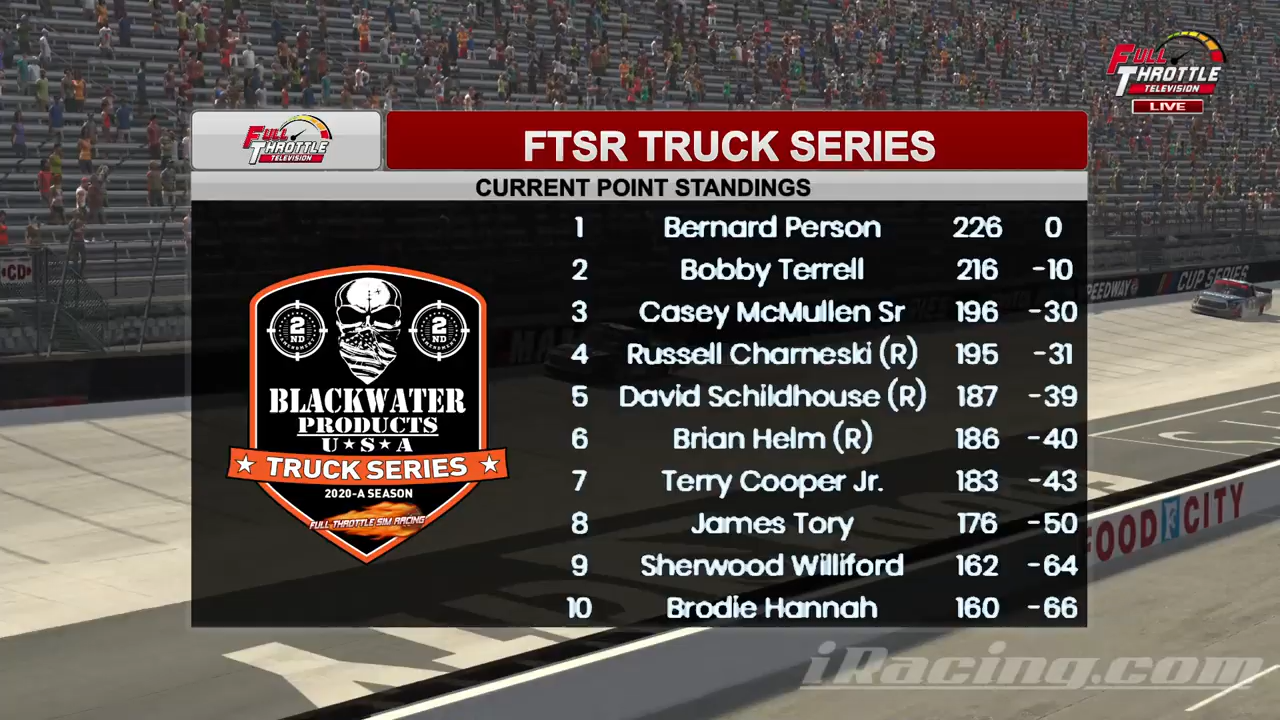 FULL THROTTLE TELEVISION
LIVE
FULL THROTTLE TELEVISION
FTSR TRUCK SERIES
CURRENT POINT STANDINGS
1 Bernard Person 226 0
2 Bobby Terrell 216 -10
3 Casey McMullen Sr 196 -30
4 Russell Charneski (R) 195 -31
5 David Schildhouse (R) 187 -39
6 Brian Helm (R) 186 -40
7 Terry Cooper Jr. 183 -43
8 James Tory 176 -50
9 Sherwood Williford 162 -64
10 Brodie Hannah 160 -66
2ND AMENDMENT
2ND AMENDMENT
BLACKWATER
PRODUCTS
U★S★A
★ TRUCK SERIES ★
2020-A SEASON
FULL THROTTLE SIM RACING
CD
SPEEDWAY
CUP SERIES
FOOD CITY
iRacing.com